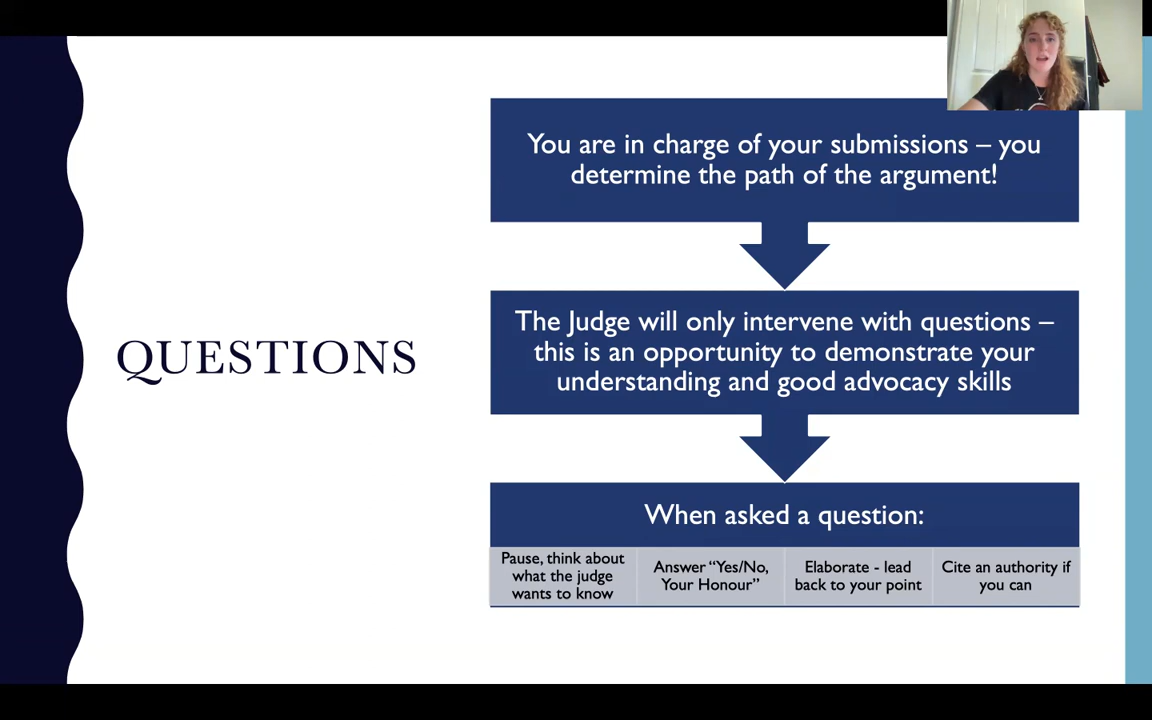 QUESTIONS
You are in charge of your submissions – you
determine the path of the argument!
The Judge will only intervene with questions –
this is an opportunity to demonstrate your
understanding and good advocacy skills
When asked a question:
Pause, think about
what the judge
wants to know
Answer “Yes/No,
Your Honour”
Elaborate - lead
back to your point
Cite an authority if
you can